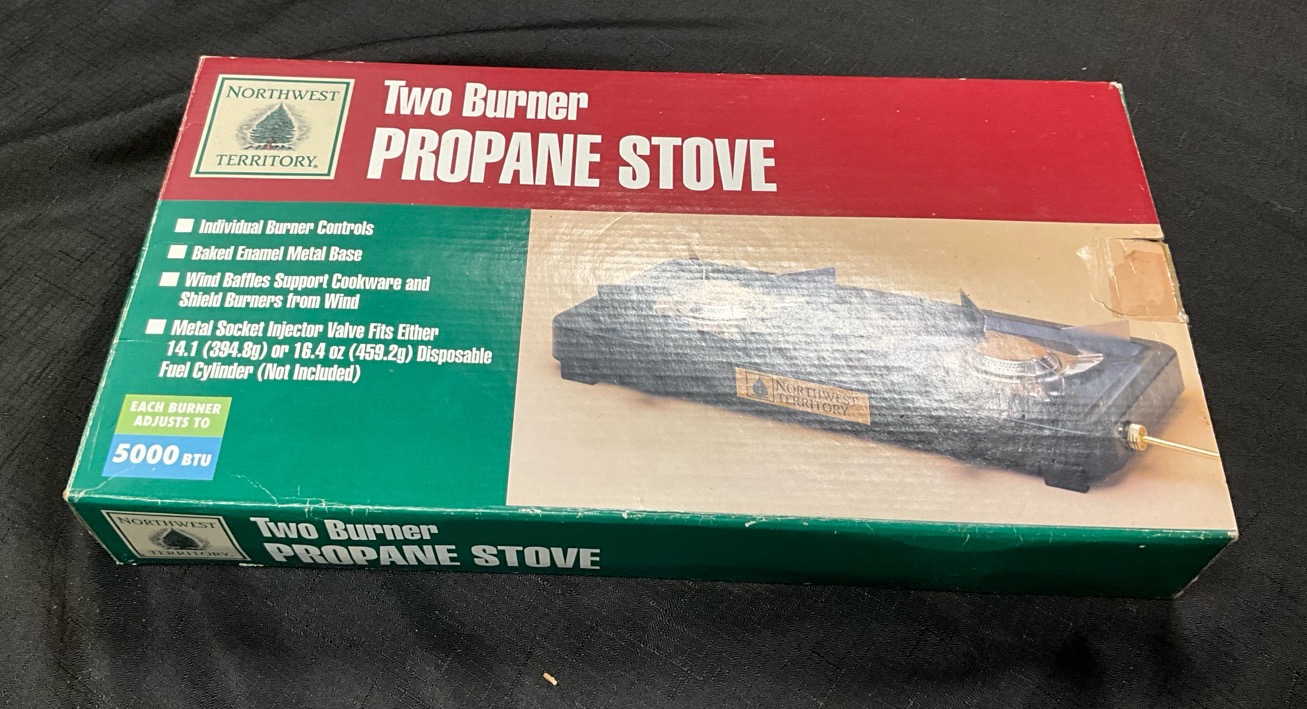 NORTHWEST
TERRITORY®
Two Burner
PROPANE STOVE
Individual Burner Controls
Baked Enamel Metal Base
Wind Baffles Support Cookware and
Shield Burners from Wind
Metal Socket Injector Valve Fits Either
14.1 (394.8g) or 16.4 oz (459.2g) Disposable
Fuel Cylinder (Not Included)
EACH BURNER
ADJUSTS TO
5000 BTU
NORTHWEST
TERRITORY
NORTHWEST
TERRITORY
Two Burner
PROPANE STOVE